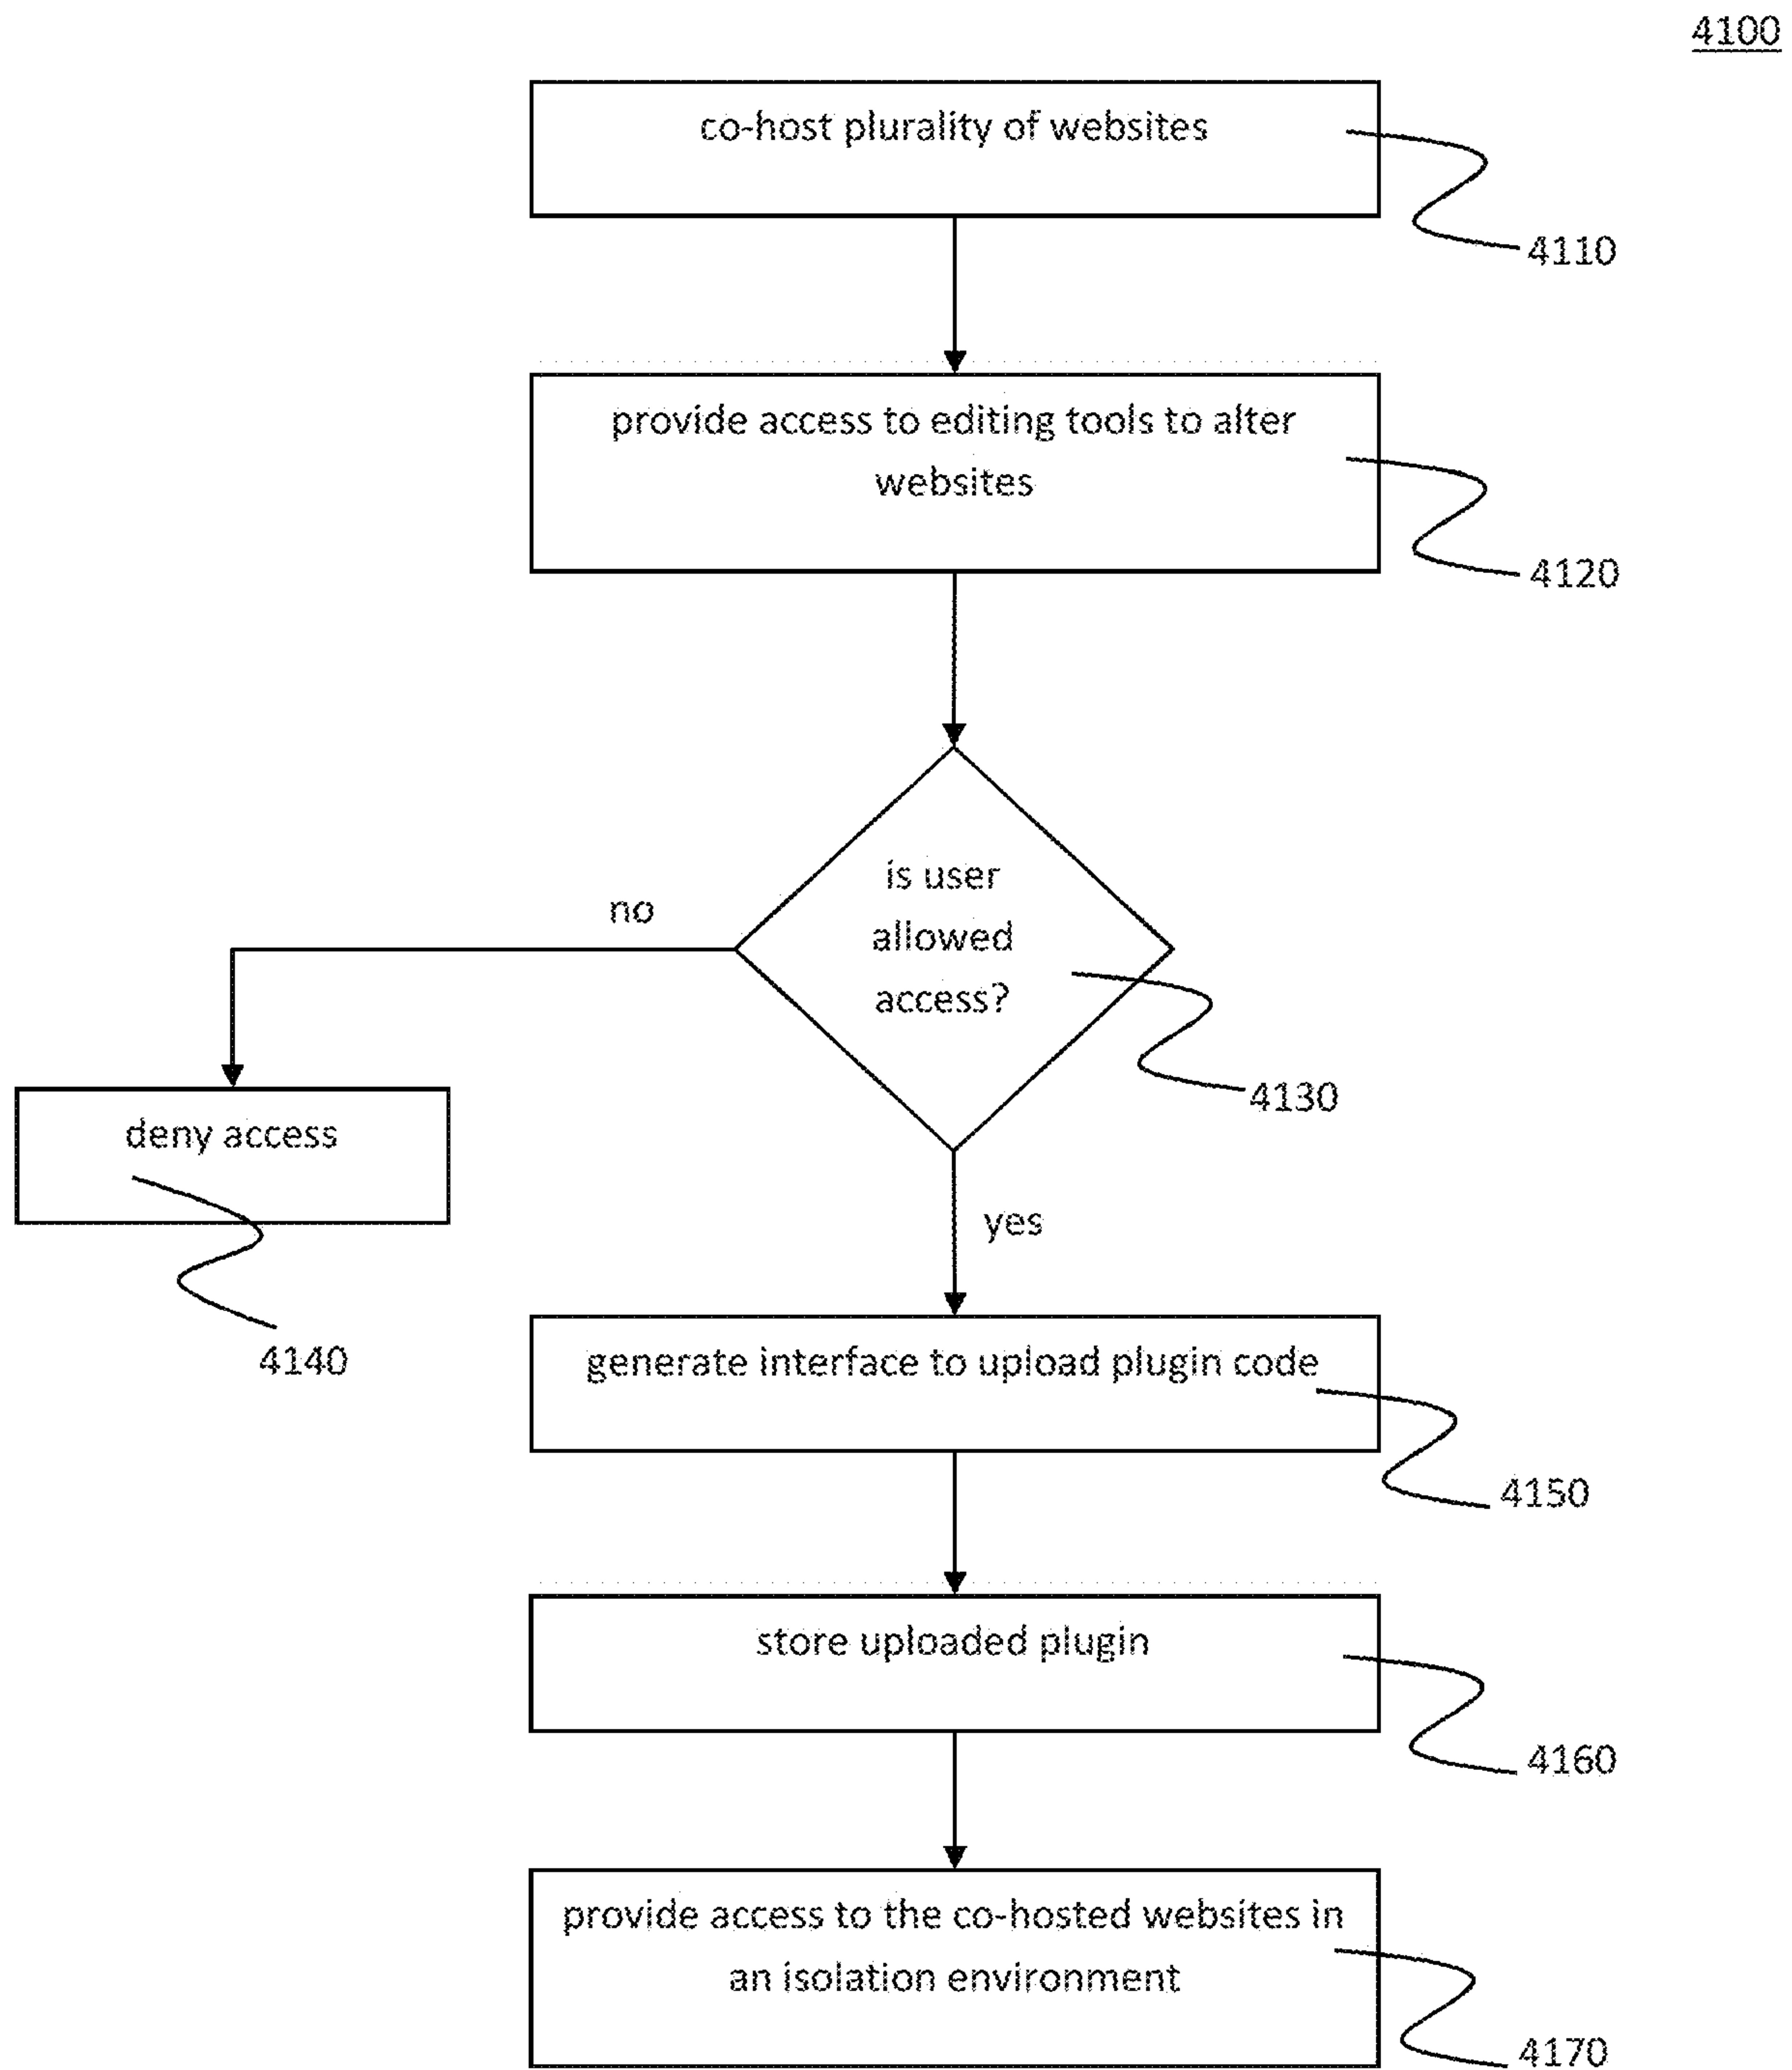 4100
co-host plurality of websites
4110
provide access to editing tools to alter
websites
4120
is user
allowed
access?
no
4130
deny access
yes
4140
generate interface to upload plugin code
4150
store uploaded plugin
4160
provide access to the co-hosted websites in
an isolation environment
4170